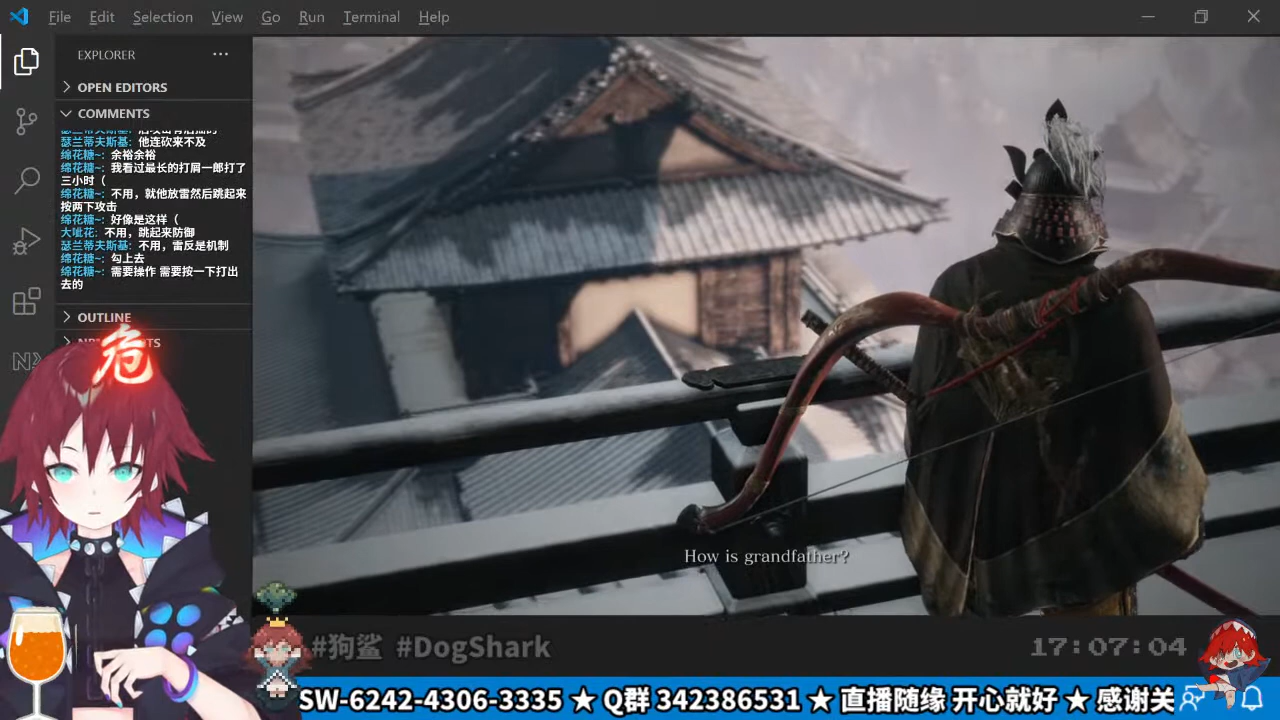 File Edit Selection View Go Run Terminal Help
EXPLORER
OPEN EDITORS
COMMENTS
瑟兰蒂夫斯基: 他连砍来不及
绵花糖~: 余裕余裕
绵花糖~: 我看过最长的打屑一郎打了
三小时（
绵花糖~: 不用，就他放雷然后跳起来
按两下攻击
绵花糖~: 好像是这样（
大呲花: 不用，跳起来防御
瑟兰蒂夫斯基: 不用，雷反是机制
绵花糖~: 勾上去
绵花糖~: 需要操作 需要按一下打出
去的
OUTLINE
危
How is grandfather?
#狗鲨 #DogShark
17:07:04
SW-6242-4306-3335 ★ Q群 342386531 ★ 直播随缘 开心就好 ★ 感谢关